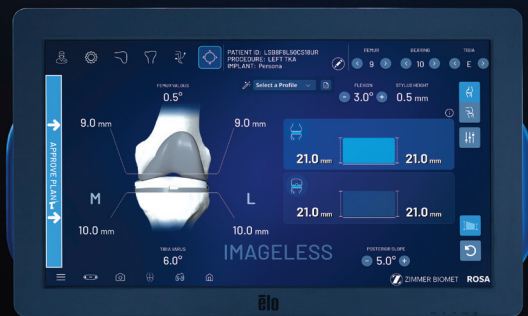 PATIENT ID: LSB8F8L50CS18UR
PROCEDURE: LEFT TKA
IMPLANT: Persona
FEMUR
9
BEARING
10
TIBIA
E
FEMUR VALGUS
0.5°
Select a Profile
FLEXION
3.0°
STYLUS HEIGHT
0.5 mm
9.0 mm
9.0 mm
APPROVE PLAN
21.0 mm
21.0 mm
M
L
21.0 mm
21.0 mm
10.0 mm
10.0 mm
TIBIA VARUS
6.0°
IMAGELESS
POSTERIOR SLOPE
5.0°
ZIMMER BIOMET
ROSA
elo